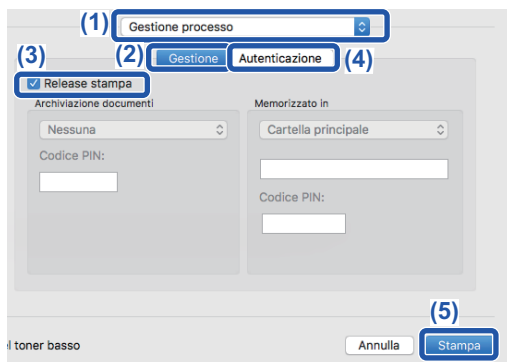 (1) Gestione processo
(2) Gestione Autenticazione (4)
(3)
Release stampa
Archiviazione documenti
Nessuna
Codice PIN:
Memorizzato in
Cartella principale
Codice PIN:
(5)
el toner basso Annulla Stampa